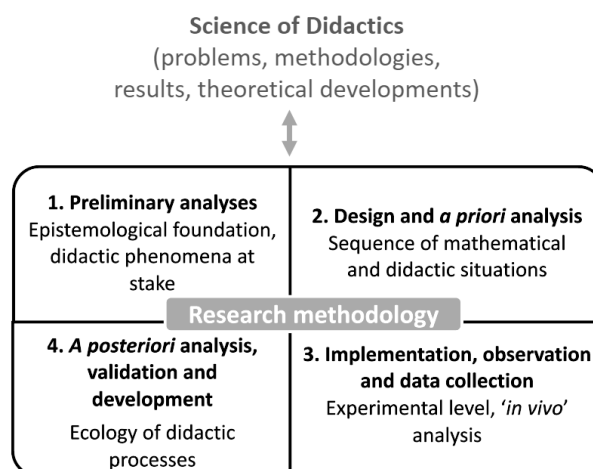 Science of Didactics
(problems, methodologies,
results, theoretical developments)
1. Preliminary analyses
Epistemological foundation,
didactic phenomena at
stake
2. Design and a priori analysis
Sequence of mathematical
and didactic situations
Research methodology
4. A posteriori analysis,
validation and
development
Ecology of didactic
processes
3. Implementation, observation
and data collection
Experimental level, ‘in vivo’
analysis